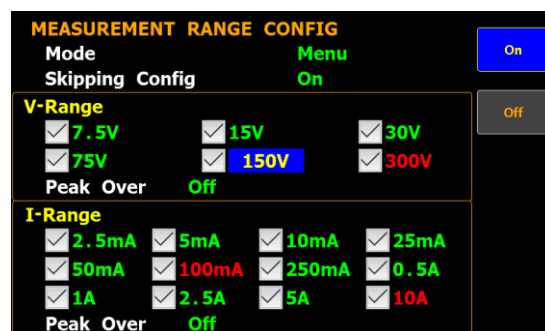 MEASUREMENT RANGE CONFIG
Mode Menu
Skipping Config On
V-Range
7.5V 15V 30V
75V 150V 300V
Peak Over Off
I-Range
2.5mA 5mA 10mA 25mA
50mA 100mA 250mA 0.5A
1A 2.5A 5A 10A
Peak Over Off
On
Off